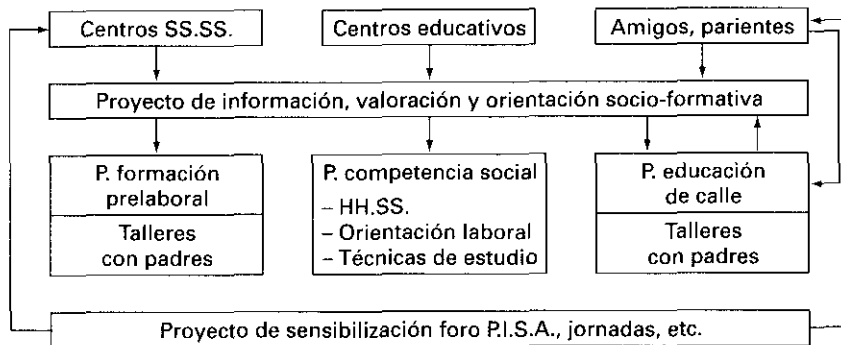 Centros SS.SS.
Centros educativos
Amigos, parientes
Proyecto de información, valoración y orientación socio-formativa
P. formación
prelaboral
Talleres
con padres
P. competencia social
– HH.SS.
– Orientación laboral
– Técnicas de estudio
P. educación
de calle
Talleres
con padres
Proyecto de sensibilización foro P.I.S.A., jornadas, etc.